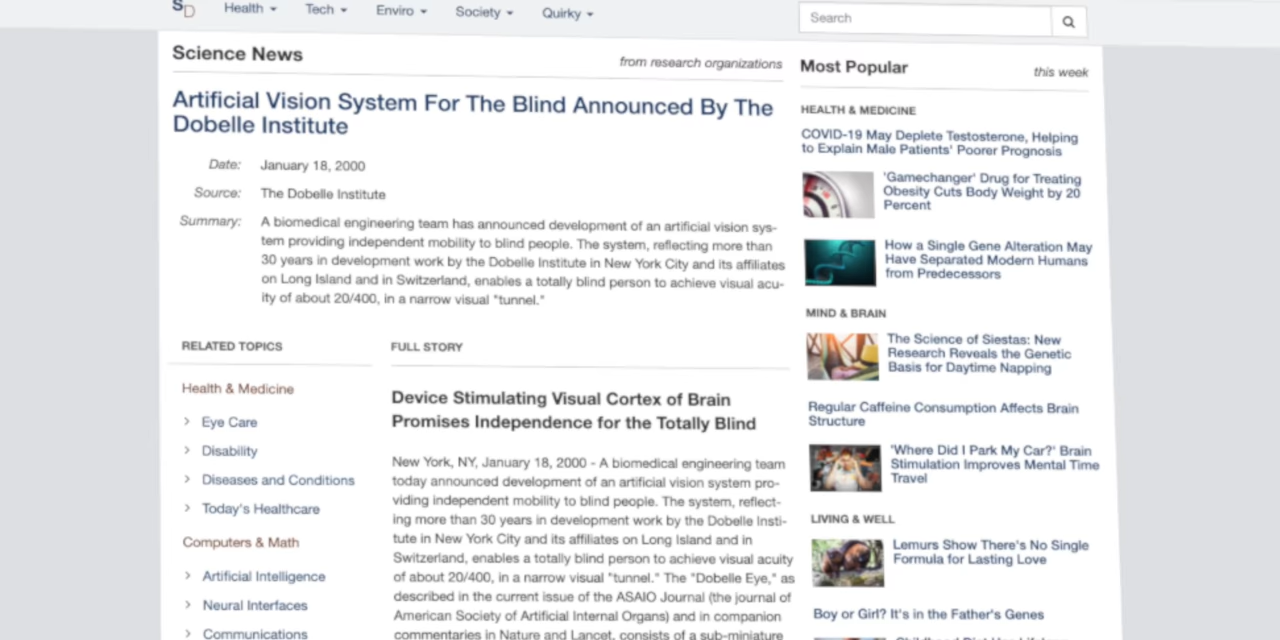 SD
Health
Tech
Enviro
Society
Quirky
Search
Science News
from research organizations
Artificial Vision System For The Blind Announced By The
Dobelle Institute
Date: January 18, 2000
Source: The Dobelle Institute
Summary: A biomedical engineering team has announced development of an artificial vision sys-
tem providing independent mobility to blind people. The system, reflecting more than
30 years in development work by the Dobelle Institute in New York City and its affiliates
on Long Island and in Switzerland, enables a totally blind person to achieve visual acu-
ity of about 20/400, in a narrow visual "tunnel."
RELATED TOPICS
Health & Medicine
> Eye Care
> Disability
> Diseases and Conditions
> Today's Healthcare
Computers & Math
> Artificial Intelligence
> Neural Interfaces
> Communications
FULL STORY
Device Stimulating Visual Cortex of Brain
Promises Independence for the Totally Blind
New York, NY, January 18, 2000 - A biomedical engineering team
today announced development of an artificial vision system pro-
viding independent mobility to blind people. The system, reflect-
ing more than 30 years in development work by the Dobelle Insti-
tute in New York City and its affiliates on Long Island and in
Switzerland, enables a totally blind person to achieve visual acuity
of about 20/400, in a narrow visual "tunnel." The "Dobelle Eye," as
described in the current issue of the ASAIO Journal (the journal of
American Society of Artificial Internal Organs) and in companion
commentaries in Nature and Lancet, consists of a sub-miniature
Most Popular
this week
HEALTH & MEDICINE
COVID-19 May Deplete Testosterone, Helping
to Explain Male Patients' Poorer Prognosis
'Gamechanger' Drug for Treating
Obesity Cuts Body Weight by 20
Percent
How a Single Gene Alteration May
Have Separated Modern Humans
from Predecessors
MIND & BRAIN
The Science of Siestas: New
Research Reveals the Genetic
Basis for Daytime Napping
Regular Caffeine Consumption Affects Brain
Structure
'Where Did I Park My Car?' Brain
Stimulation Improves Mental Time
Travel
LIVING & WELL
Lemurs Show There's No Single
Formula for Lasting Love
Boy or Girl? It's in the Father's Genes